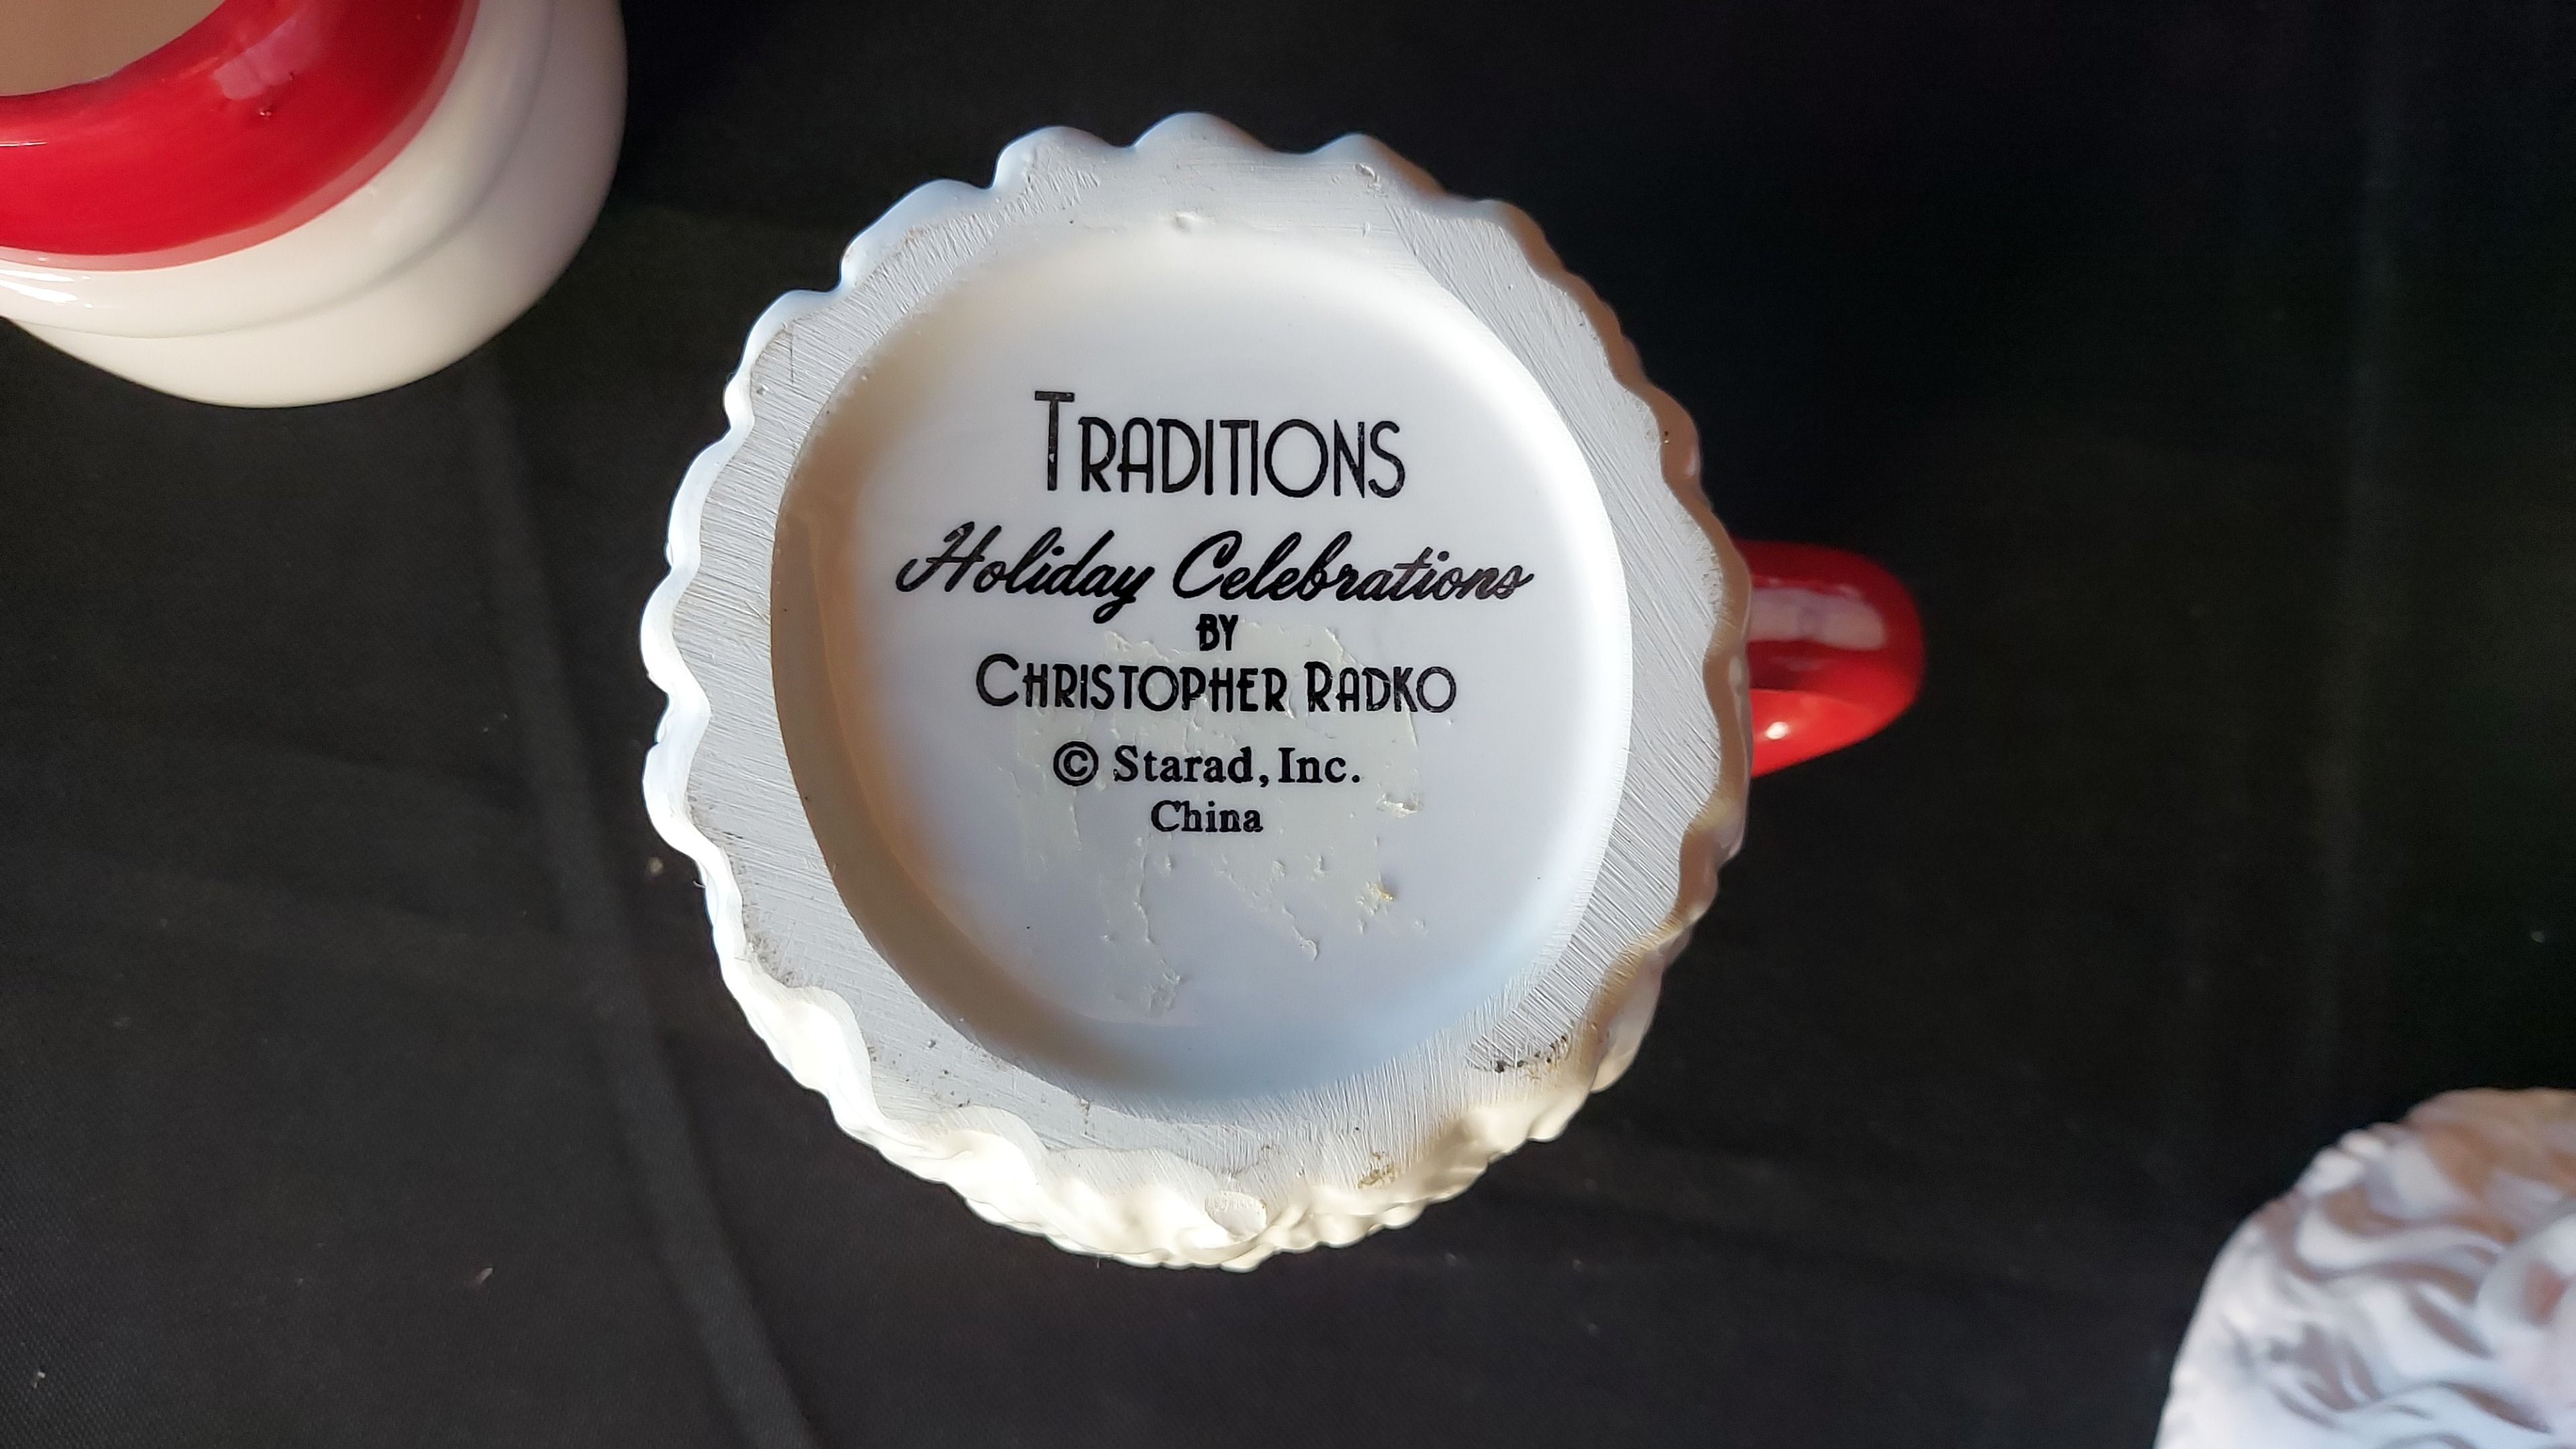 TRADITIONS
Holiday Celebrations
BY
CHRISTOPHER RADKO
© Starad, Inc.
China